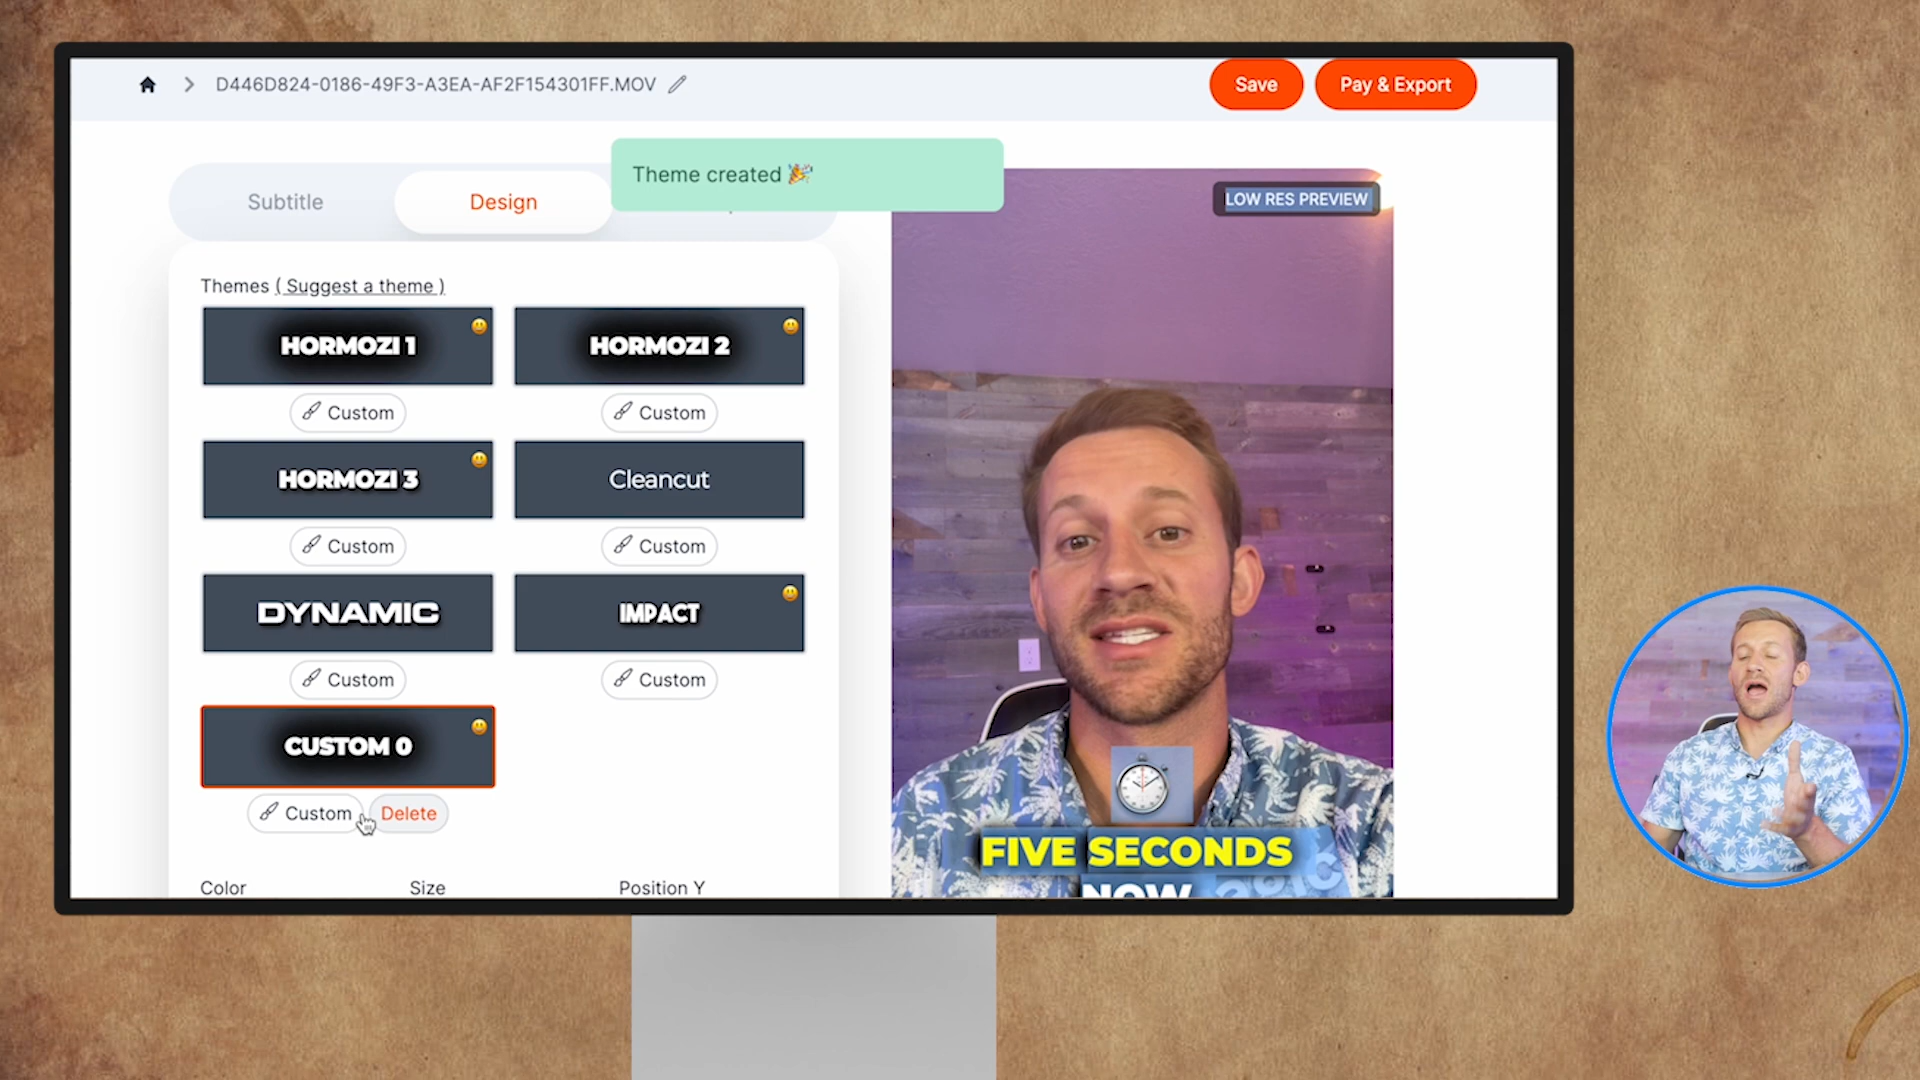 D446D824-0186-49F3-A3EA-AF2F154301FF.MOV
Save
Pay & Export
Theme created
Subtitle
Design
LOW RES PREVIEW
Themes ( Suggest a theme )
HORMOZI 1
HORMOZI 2
Custom
Custom
HORMOZI 3
Cleancut
Custom
Custom
DYNAMIC
IMPACT
Custom
Custom
CUSTOM 0
Custom
Delete
FIVE SECONDS
NOW
Color
Size
Position Y